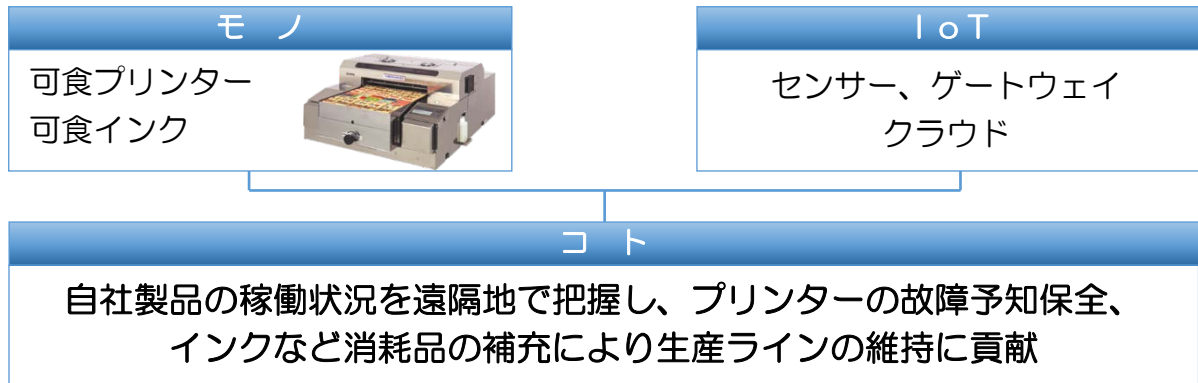 モノ
可食プリンター
可食インク
IoT
センサー、ゲートウェイ
クラウド
コト
自社製品の稼働状況を遠隔地で把握し、プリンターの故障予知保全、
インクなど消耗品の補充により生産ラインの維持に貢献